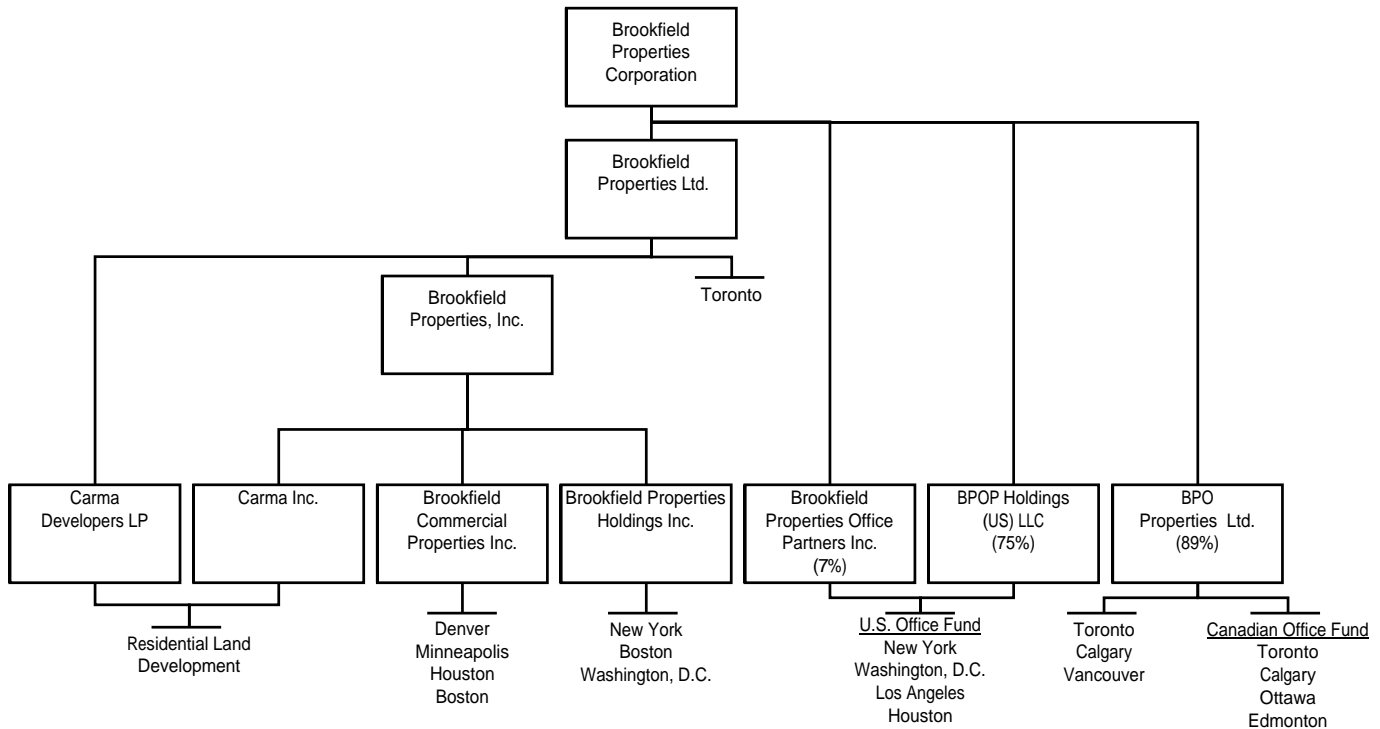 Brookfield
Properties
Corporation
Brookfield
Properties Ltd.
Toronto
Brookfield
Properties, Inc.
Carma
Developers LP
Carma Inc.
Brookfield
Commercial
Properties Inc.
Brookfield Properties
Holdings Inc.
Brookfield
Properties Office
Partners Inc.
(7%)
BPOP Holdings
(US) LLC
(75%)
BPO
Properties Ltd.
(89%)
Residential Land
Development
Denver
Minneapolis
Houston
Boston
New York
Boston
Washington, D.C.
U.S. Office Fund
New York
Washington, D.C.
Los Angeles
Houston
Toronto
Calgary
Vancouver
Canadian Office Fund
Toronto
Calgary
Ottawa
Edmonton